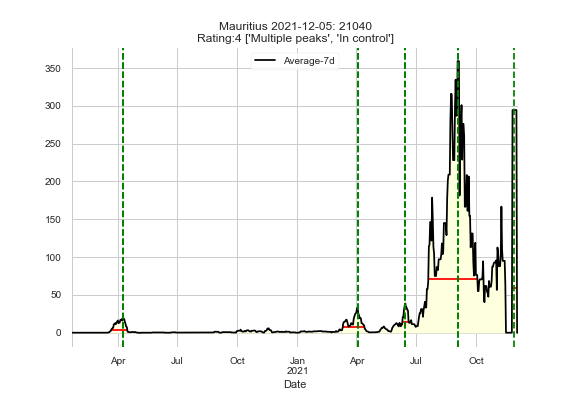 Mauritius 2021-12-05: 21040
Rating:4 ['Multiple peaks', 'In control']
Average-7d
350
300
250
200
150
100
50
0
Apr Jul Oct Jan Apr Jul Oct
2021
Date